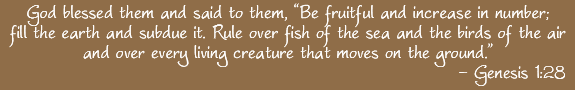 God blessed them and said to them, “Be fruitful and increase in number;
fill the earth and subdue it. Rule over fish of the sea and the birds of the air
and over every living creature that moves on the ground.”
– Genesis 1:28